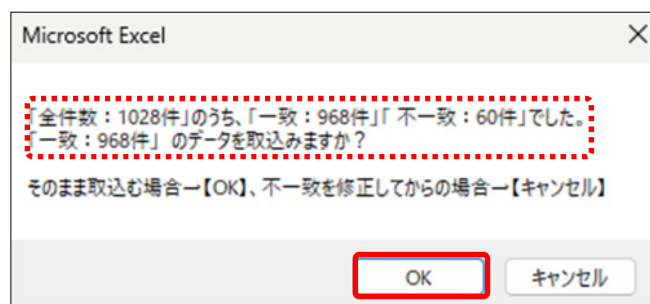 Microsoft Excel
「全件数：1028件」のうち、「一致：968件」「 不一致：60件」でした。
「一致：968件」 のデータを取込みますか？
そのまま取込む場合→【OK】、不一致を修正してからの場合→【キャンセル】
OK
キャンセル